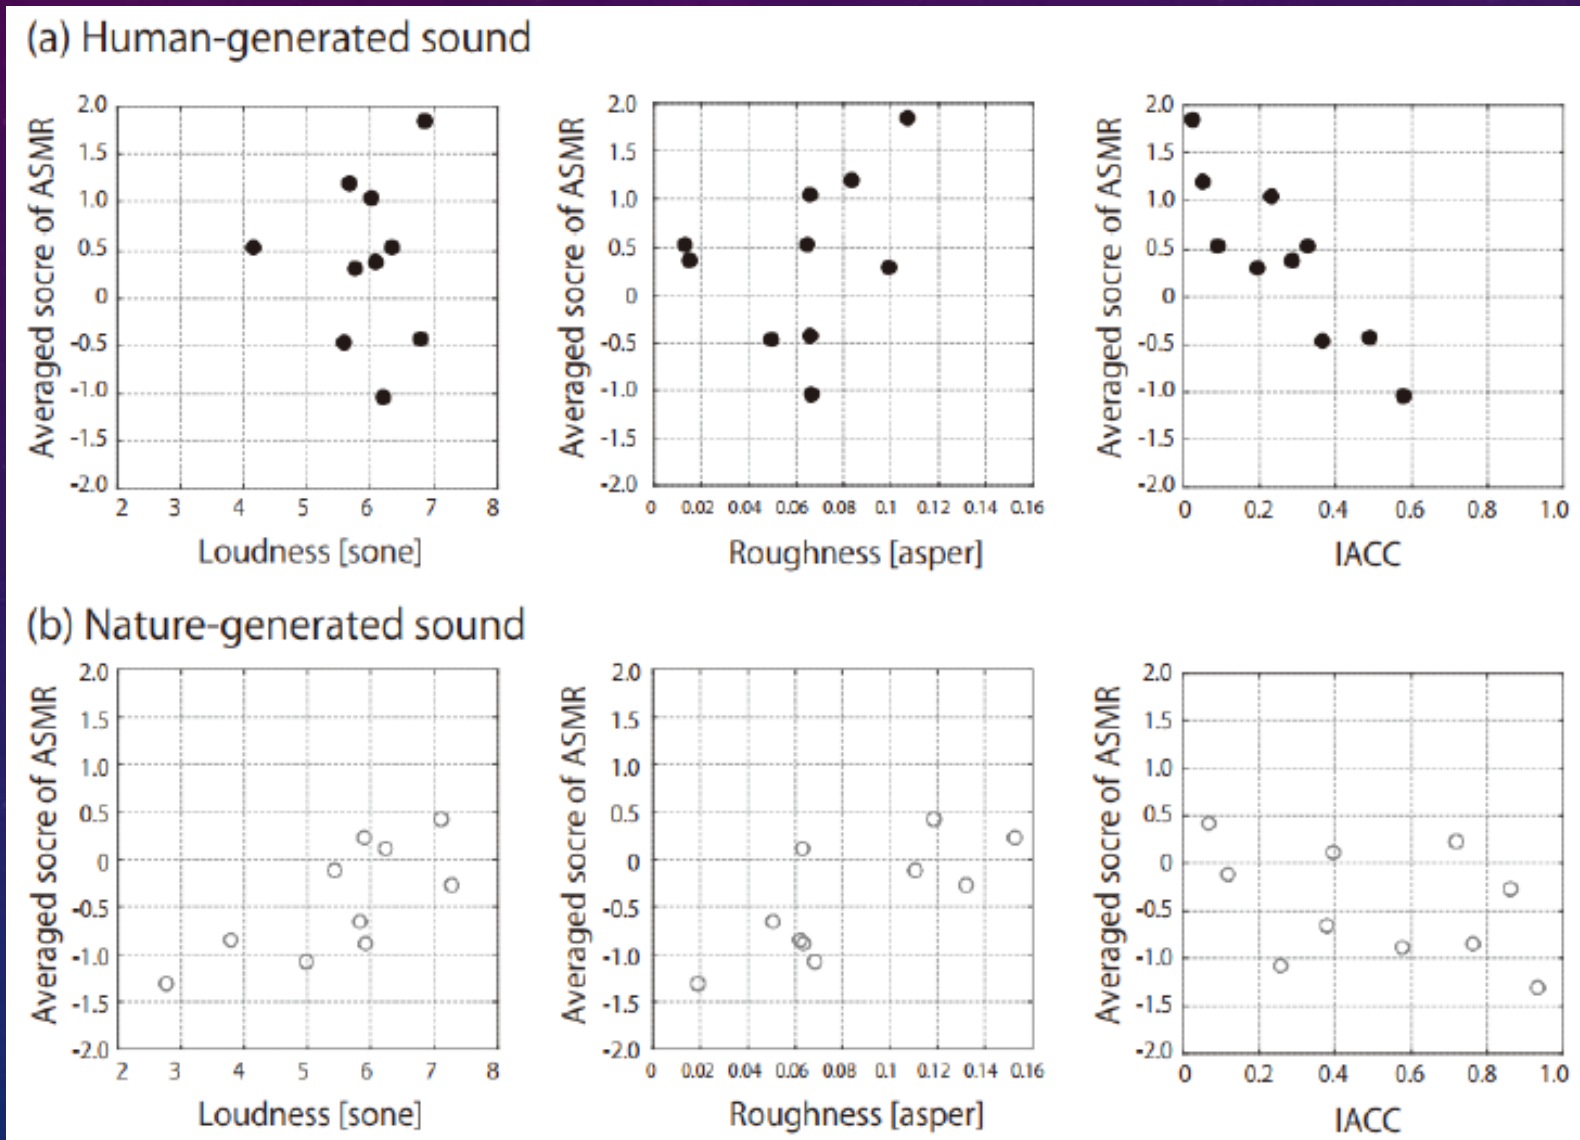 (a) Human-generated sound
Averaged socre of ASMR
2.0
1.5
1.0
0.5
0
-0.5
-1.0
-1.5
-2.0
2 3 4 5 6 7 8
Loudness [sone]
Averaged socre of ASMR
2.0
1.5
1.0
0.5
0
-0.5
-1.0
-1.5
-2.0
0 0.02 0.04 0.06 0.08 0.1 0.12 0.14 0.16
Roughness [asper]
Averaged socre of ASMR
2.0
1.5
1.0
0.5
0
-0.5
-1.0
-1.5
-2.0
0 0.2 0.4 0.6 0.8 1.0
IACC
(b) Nature-generated sound
Averaged socre of ASMR
2.0
1.5
1.0
0.5
0
-0.5
-1.0
-1.5
-2.0
2 3 4 5 6 7 8
Loudness [sone]
Averaged socre of ASMR
2.0
1.5
1.0
0.5
0
-0.5
-1.0
-1.5
-2.0
0 0.02 0.04 0.06 0.08 0.1 0.12 0.14 0.16
Roughness [asper]
Averaged socre of ASMR
2.0
1.5
1.0
0.5
0
-0.5
-1.0
-1.5
-2.0
0 0.2 0.4 0.6 0.8 1.0
IACC